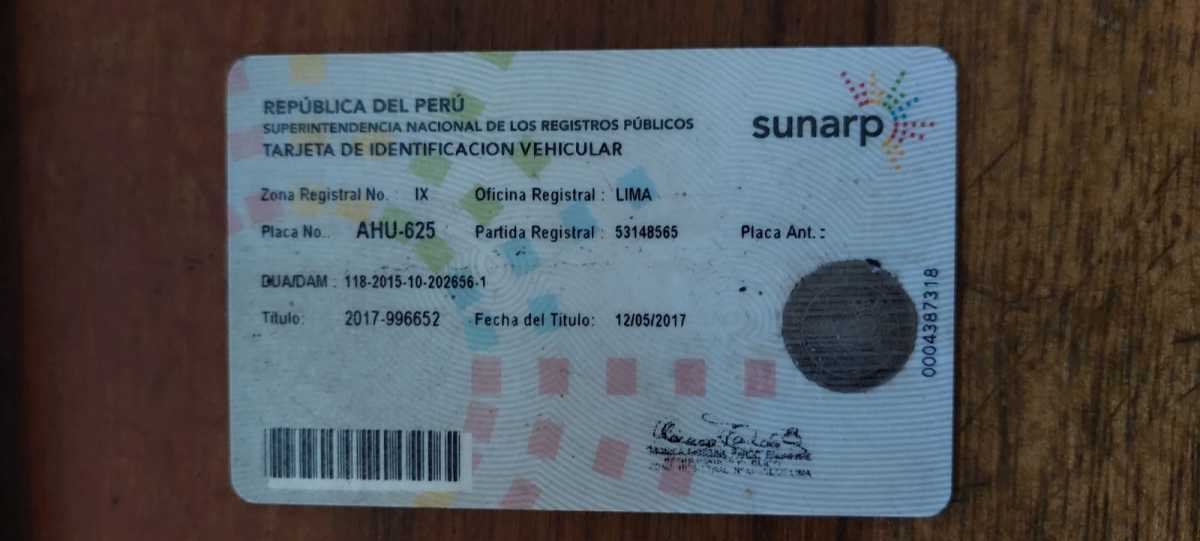 REPÚBLICA DEL PERÚ
SUPERINTENDENCIA NACIONAL DE LOS REGISTROS PÚBLICOS
TARJETA DE IDENTIFICACION VEHICULAR
sunarp
Zona Registral No. IX Oficina Registral : LIMA
Placa No.. AHU-625 Partida Registral : 53148565 Placa Ant. :
DUA/DAM : 118-2015-10-202656-1
Título: 2017-996652 Fecha del Titulo: 12/05/2017
0004387318